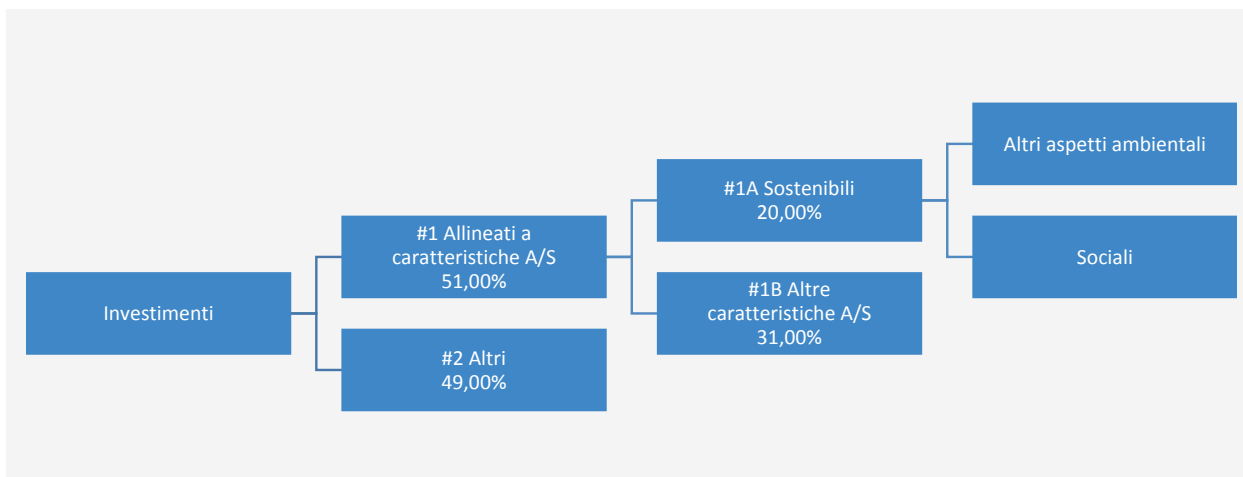 Investimenti
#1 Allineati a
caratteristiche A/S
51,00%
#2 Altri
49,00%
#1A Sostenibili
20,00%
#1B Altre
caratteristiche A/S
31,00%
Altri aspetti ambientali
Sociali